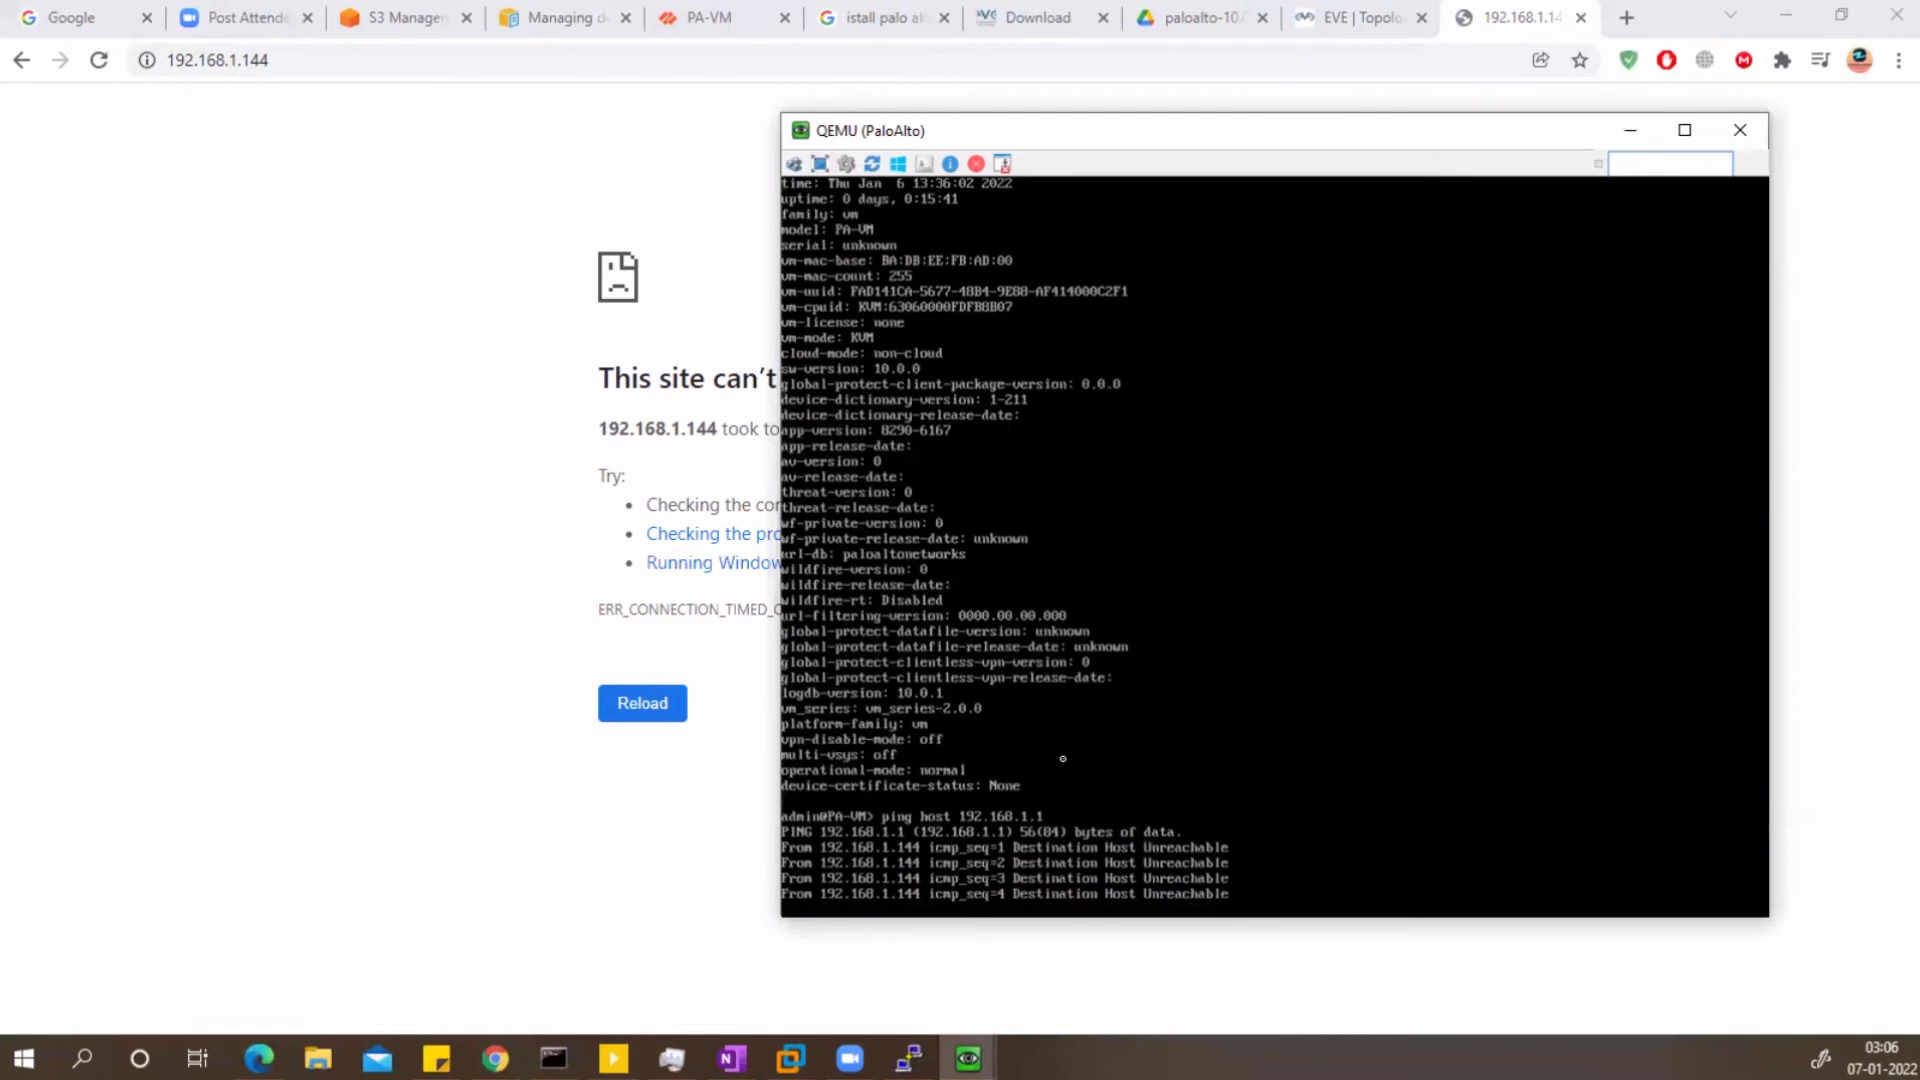 Google
Post Attende
S3 Managem
Managing d
PA-VM
istall palo al
Download
paloalto-10.
EVE | Topolo
192.168.1.14
192.168.1.144
QEMU (PaloAlto)
time: Thu Jan  6 13:36:02 2022
uptime: 0 days, 0:15:41
family: vm
model: PA-VM
serial: unknown
vm-mac-base: BA:DB:EE:FB:AD:00
vm-mac-count: 255
vm-uuid: FAD141CA-5677-48B4-9E88-AF414000C2F1
vm-cpuid: KVM:63060000FDFB8B07
vm-license: none
vm-mode: KVM
cloud-mode: non-cloud
sw-version: 10.0.0
global-protect-client-package-version: 0.0.0
device-dictionary-version: 1-211
device-dictionary-release-date:
app-version: 8290-6167
app-release-date:
av-version: 0
av-release-date:
threat-version: 0
threat-release-date:
wf-private-version: 0
wf-private-release-date: unknown
url-db: paloaltonetworks
wildfire-version: 0
wildfire-release-date:
wildfire-rt: Disabled
url-filtering-version: 0000.00.00.000
global-protect-datafile-version: unknown
global-protect-datafile-release-date: unknown
global-protect-clientless-vpn-version: 0
global-protect-clientless-vpn-release-date:
logdb-version: 10.0.1
vm_series: vm_series-2.0.0
platform-family: vm
vpn-disable-mode: off
multi-vsys: off
operational-mode: normal
device-certificate-status: None
admin@PA-VM> ping host 192.168.1.1
PING 192.168.1.1 (192.168.1.1) 56(84) bytes of data.
From 192.168.1.144 icmp_seq=1 Destination Host Unreachable
From 192.168.1.144 icmp_seq=2 Destination Host Unreachable
From 192.168.1.144 icmp_seq=3 Destination Host Unreachable
From 192.168.1.144 icmp_seq=4 Destination Host Unreachable
This site can't
192.168.1.144 took to
Try:
Checking the con
Checking the pro
Running Window
ERR_CONNECTION_TIMED_O
Reload
03:06
07-01-2022